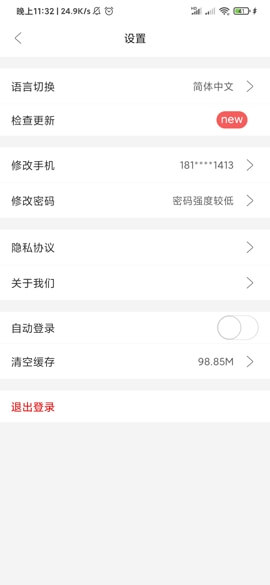 晚上11:32 | 24.9K/s
41
设置
语言切换 简体中文
检查更新 new
修改手机 181****1413
修改密码 密码强度较低
隐私协议
关于我们
自动登录
清空缓存 98.85M
退出登录